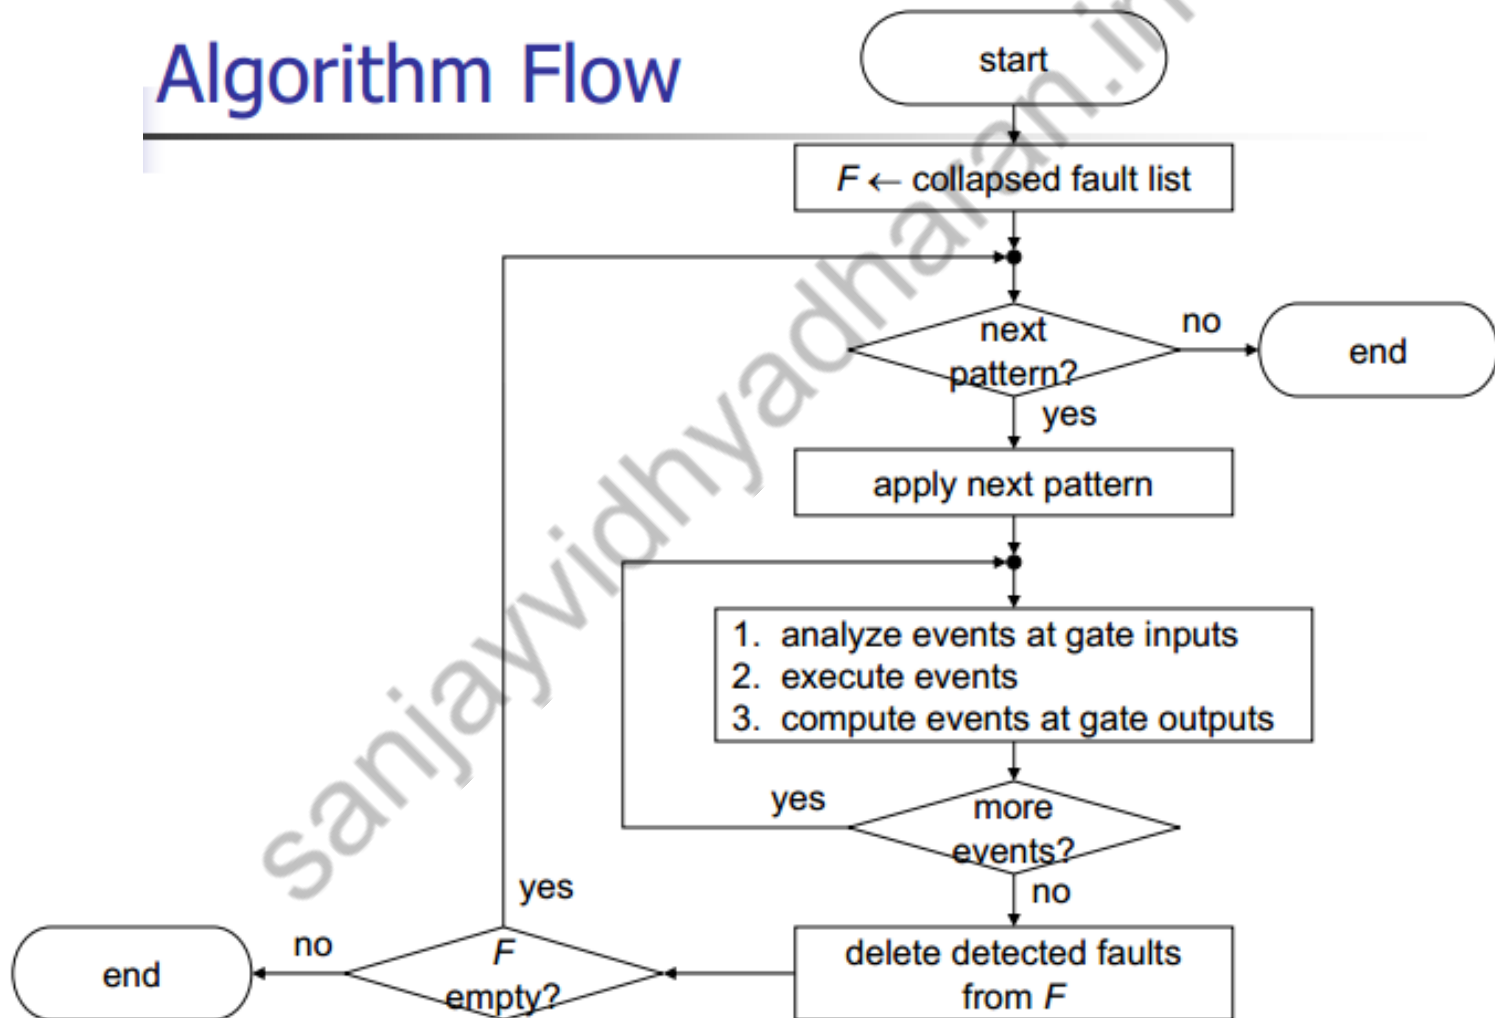 Algorithm Flow
start
F ← collapsed fault list
next
pattern?
no
end
yes
apply next pattern
1. analyze events at gate inputs
2. execute events
3. compute events at gate outputs
more
events?
yes
no
delete detected faults
from F
F
empty?
yes
no
end
sanjayvidhyadharan.in